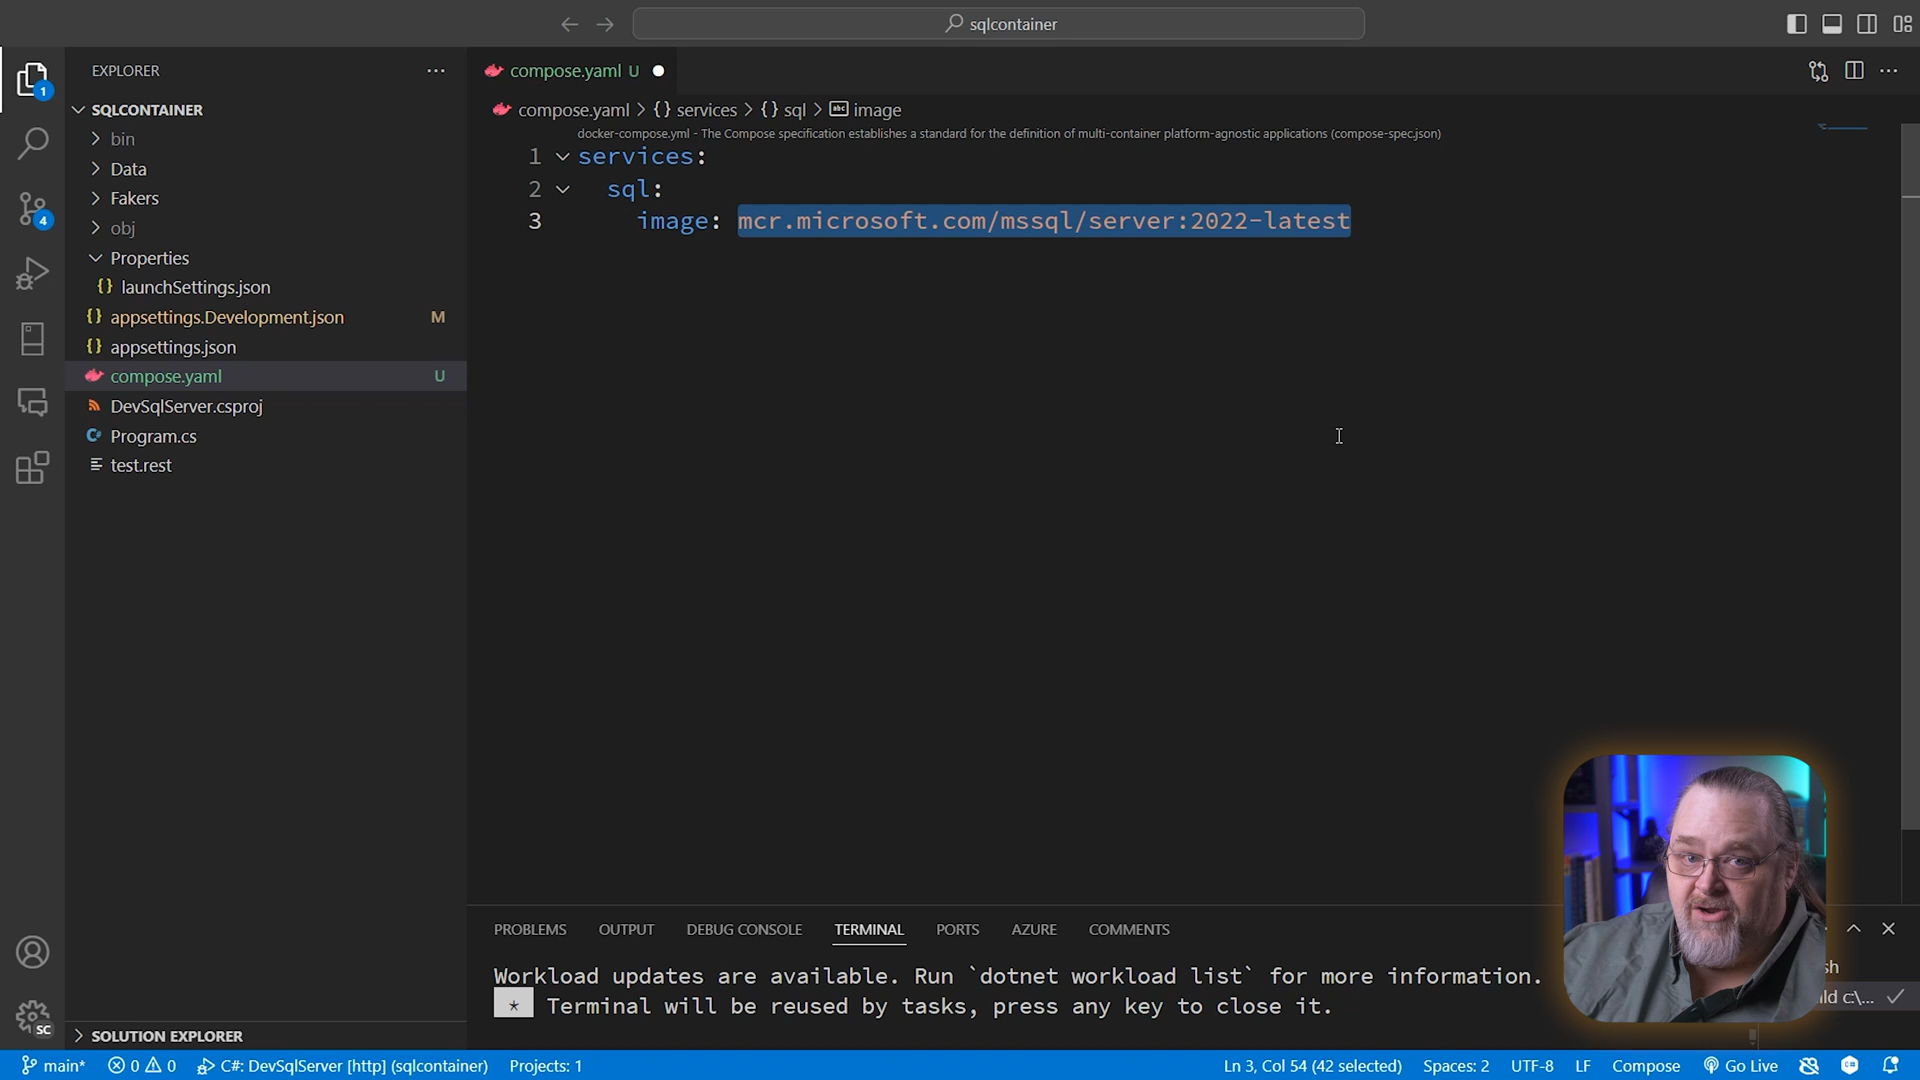 sqlcontainer
EXPLORER
compose.yaml U
SQLCONTAINER
compose.yaml > {} services > {} sql > abc image
docker-compose.yml - The Compose specification establishes a standard for the definition of multi-container platform-agnostic applications (compose-spec.json)
1 services:
2 sql:
3 image: mcr.microsoft.com/mssql/server:2022-latest
bin
Data
Fakers
obj
Properties
{} launchSettings.json
{} appsettings.Development.json M
{} appsettings.json
compose.yaml U
DevSqlServer.csproj
C# Program.cs
test.rest
1
4
PROBLEMS OUTPUT DEBUG CONSOLE TERMINAL PORTS AZURE COMMENTS
Workload updates are available. Run `dotnet workload list` for more information.
* Terminal will be reused by tasks, press any key to close it.
sh
ild c:\...
SC
SOLUTION EXPLORER
main* 0 0 C#: DevSqlServer [http] (sqlcontainer) Projects: 1 Ln 3, Col 54 (42 selected) Spaces: 2 UTF-8 LF Compose Go Live